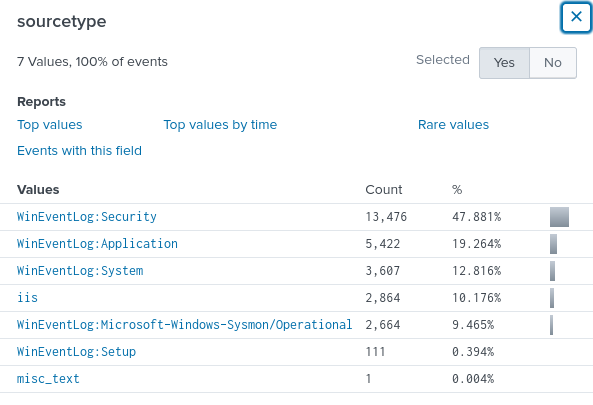 sourcetype
7 Values, 100% of events
Selected Yes No
Reports
Top values Top values by time Rare values
Events with this field
Values Count %
WinEventLog:Security 13,476 47.881%
WinEventLog:Application 5,422 19.264%
WinEventLog:System 3,607 12.816%
iis 2,864 10.176%
WinEventLog:Microsoft-Windows-Sysmon/Operational 2,664 9.465%
WinEventLog:Setup 111 0.394%
misc_text 1 0.004%